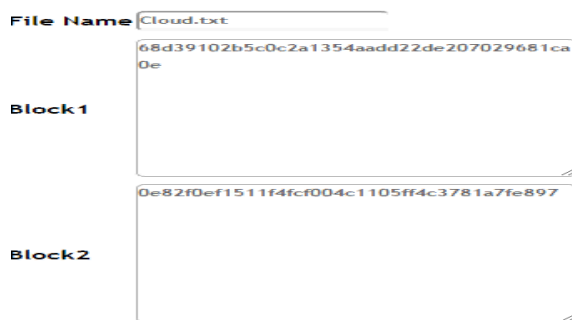 File Name Cloud.txt
68d39102b5c0c2a1354aadd22de207029681ca
0e
Block1
0e82f0ef1511f4fcf004c1105ff4c3781a7fe897
Block2